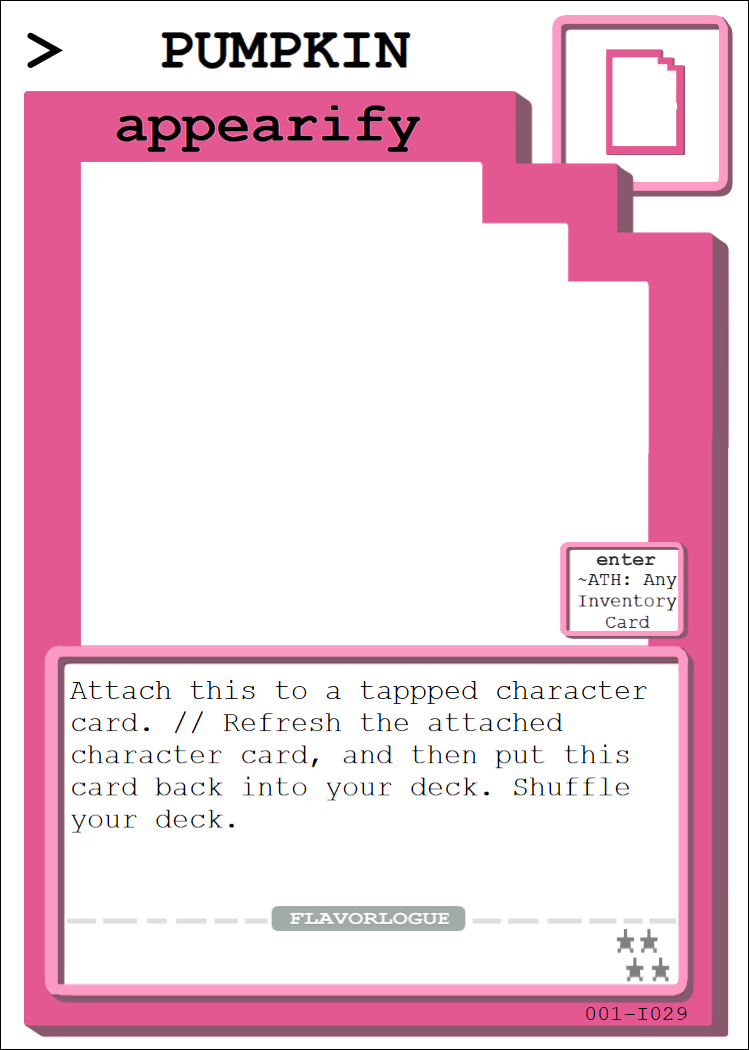 > PUMPKIN
appearify
enter
~ATH: Any
Inventory
Card
Attach this to a tappped character
card. // Refresh the attached
character card, and then put this
card back into your deck. Shuffle
your deck.
FLAVORLOGUE
001-I029